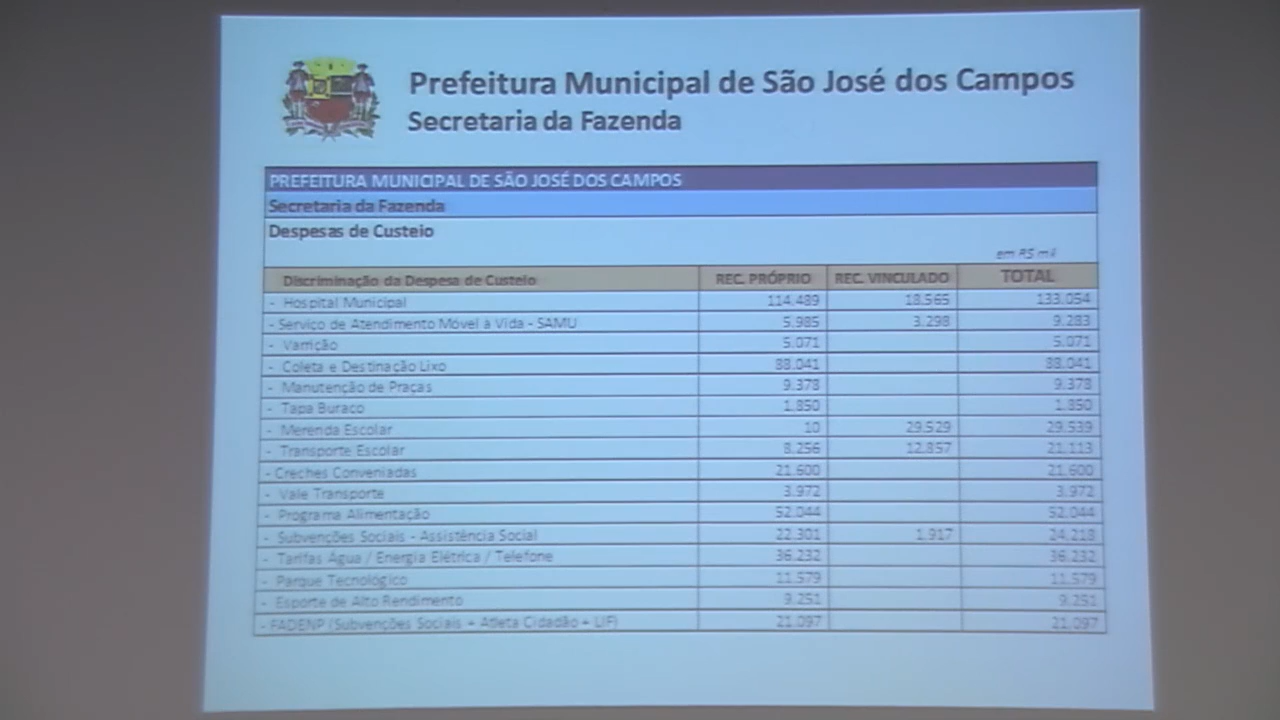 Prefeitura Municipal de São José dos Campos
Secretaria da Fazenda
PREFEITURA MUNICIPAL DE SÃO JOSÉ DOS CAMPOS
Secretaria da Fazenda
Despesas de Custeio
em R$ mil
Discriminação da Despesa de Custeio REC. PRÓPRIO REC. VINCULADO TOTAL
- Hospital Municipal 114.489 18.565 133.054
- Serviço de Atendimento Móvel à Vida - SAMU 5.985 3.298 9.283
- Varrição 5.071 5.071
- Coleta e Destinação Lixo 88.041 88.041
- Manutenção de Praças 9.378 9.378
- Tapa Buraco 1.850 1.850
- Merenda Escolar 10 29.529 29.539
- Transporte Escolar 8.256 12.857 21.113
- Creches Conveniadas 21.600 21.600
- Vale Transporte 3.972 3.972
- Programa Alimentação 52.044 52.044
- Subvenções Sociais - Assistência Social 22.301 1.917 24.218
- Tarifas Água / Energia Elétrica / Telefone 36.232 36.232
- Parque Tecnológico 11.579 11.579
- Esporte de Alto Rendimento 9.251 9.251
- FADENP (Subvenções Sociais + Atleta Cidadão + LIF) 21.097 21.097